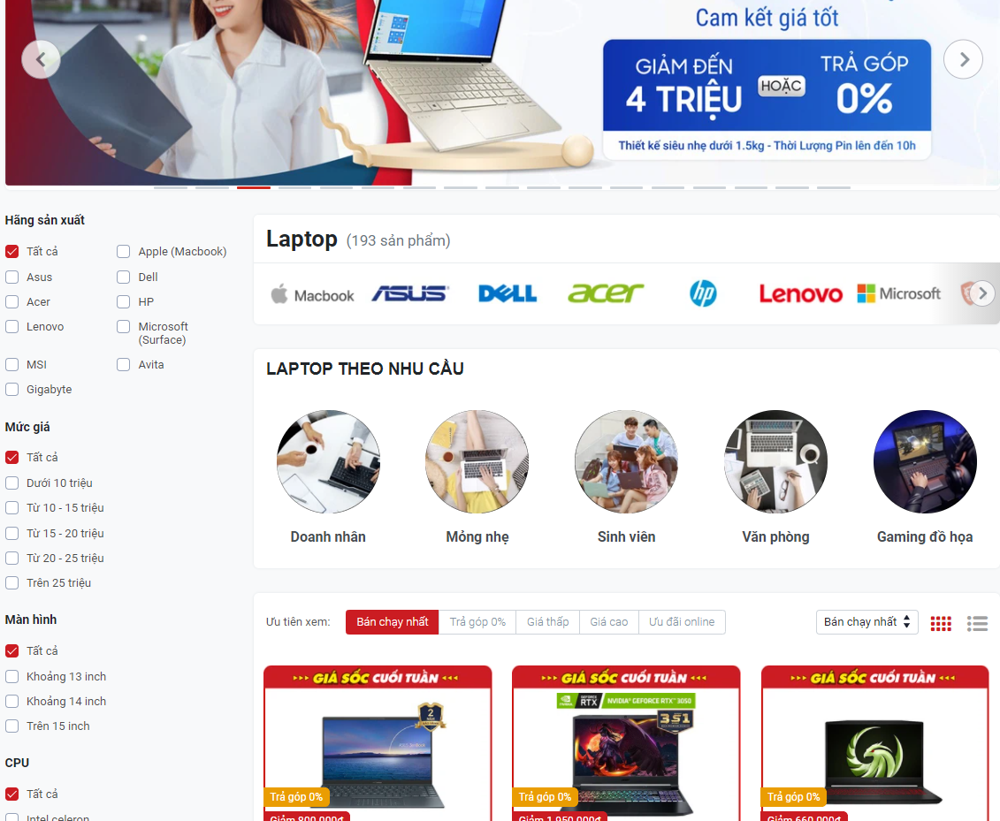 Cam kết giá tốt
GIẢM ĐẾN
4 TRIỆU
HOẶC
TRẢ GÓP
0%
Thiết kế siêu nhẹ dưới 1.5kg - Thời Lượng Pin lên đến 10h
Hãng sản xuất
Tất cả
Apple (Macbook)
Asus
Dell
Acer
HP
Lenovo
Microsoft
(Surface)
MSI
Avita
Gigabyte
Mức giá
Tất cả
Dưới 10 triệu
Từ 10 - 15 triệu
Từ 15 - 20 triệu
Từ 20 - 25 triệu
Trên 25 triệu
Màn hình
Tất cả
Khoảng 13 inch
Khoảng 14 inch
Trên 15 inch
CPU
Tất cả
Intel celeron
Laptop (193 sản phẩm)
Macbook
ASUS
DELL
acer
hp
Lenovo
Microsoft
LAPTOP THEO NHU CẦU
Doanh nhân
Mỏng nhẹ
Sinh viên
Văn phòng
Gaming đồ họa
Ưu tiên xem:
Bán chạy nhất
Trả góp 0%
Giá thấp
Giá cao
Ưu đãi online
Bán chạy nhất
GIÁ SỐC CUỐI TUẦN
2
Trả góp 0%
Giảm 800.000₫
GIÁ SỐC CUỐI TUẦN
NVIDIA
GEFORCE
RTX
NVIDIA® GEFORCE RTX™ 3050
3S1
Trả góp 0%
Giảm 1.050.000₫
GIÁ SỐC CUỐI TUẦN
Trả góp 0%
Giảm 660.000₫